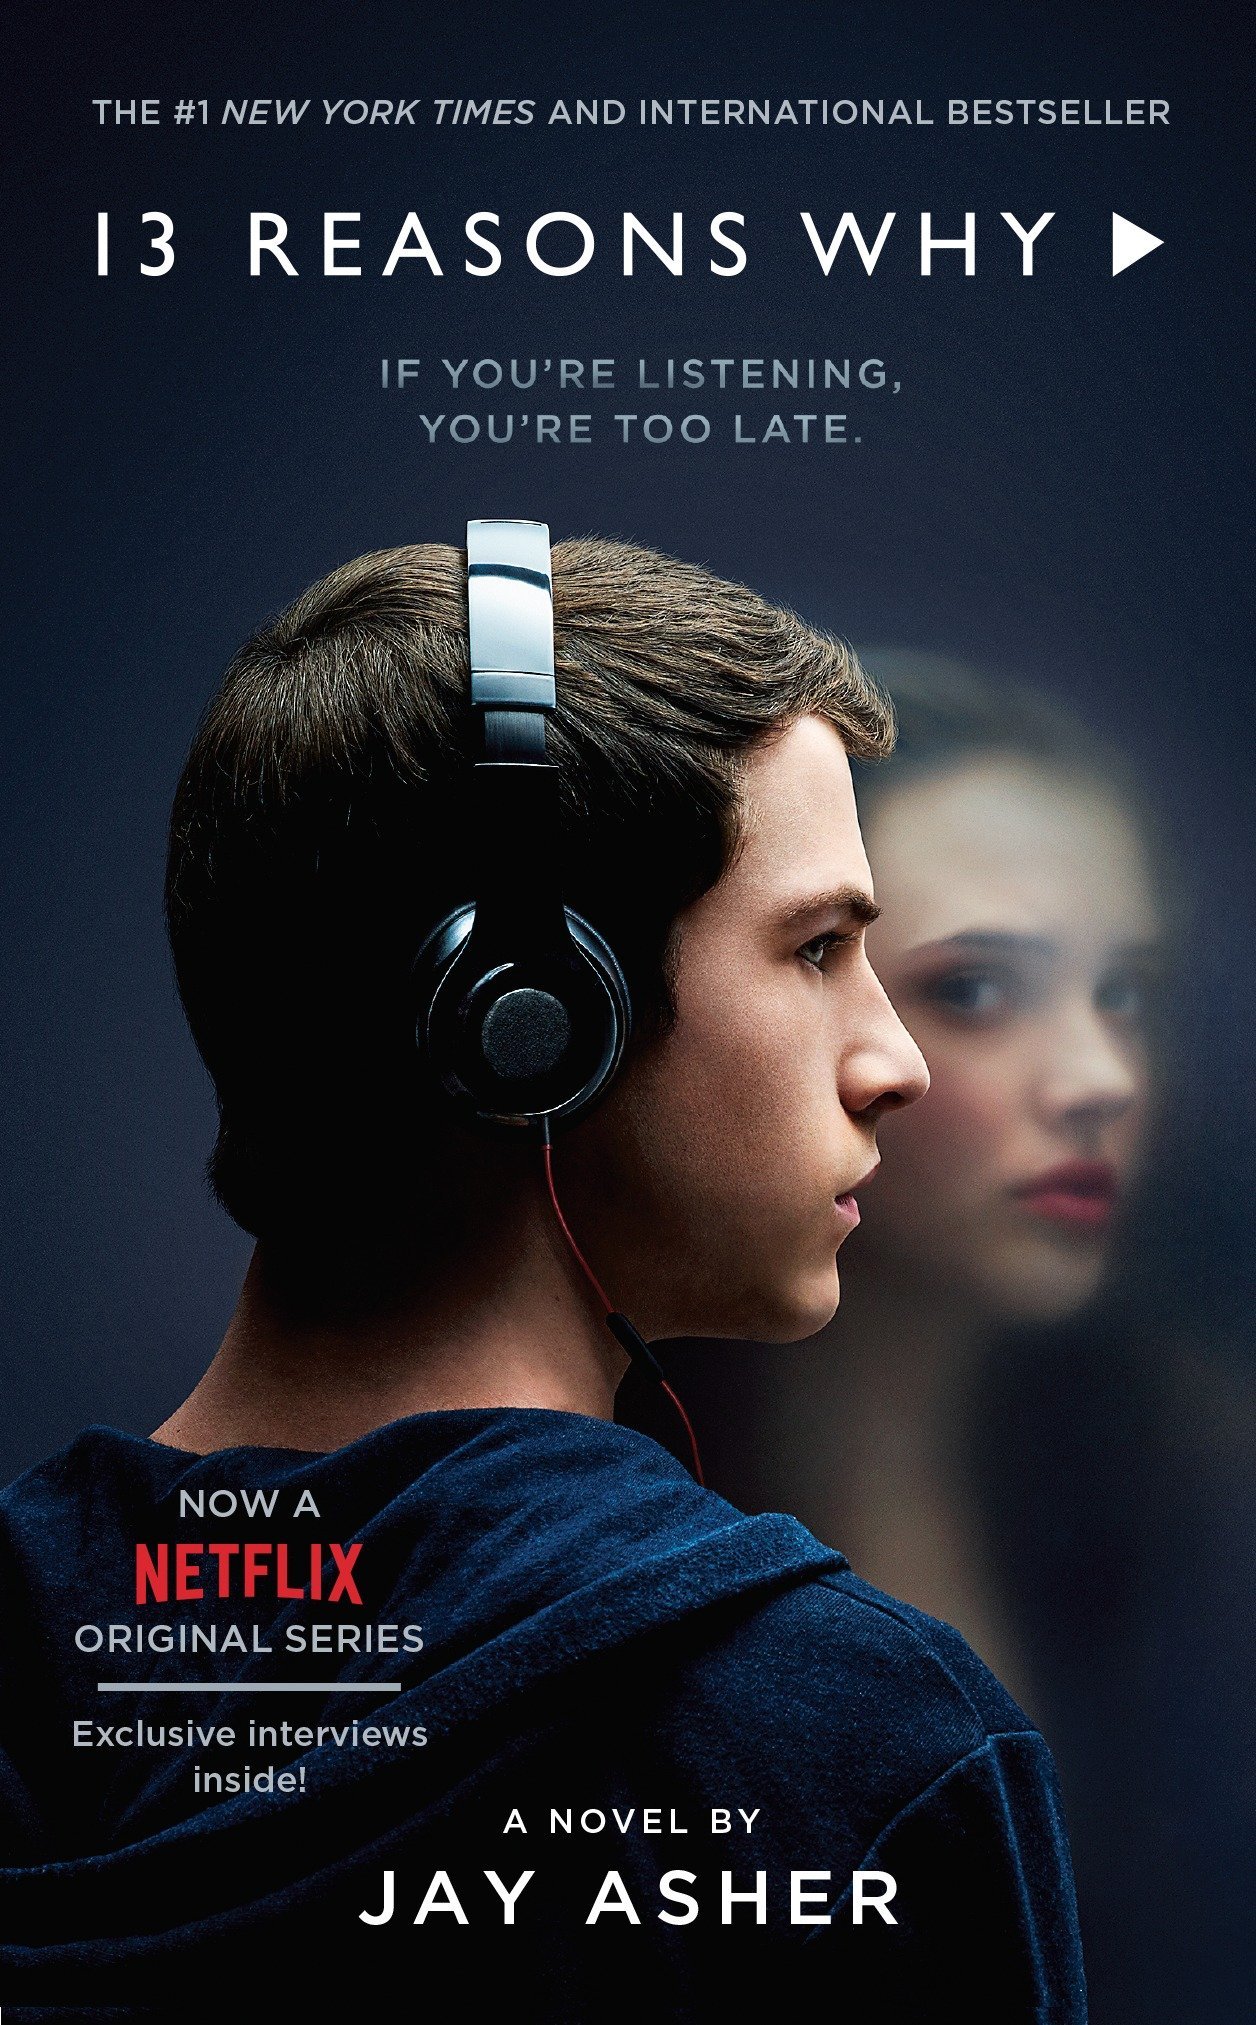 THE #1 NEW YORK TIMES AND INTERNATIONAL BESTSELLER
13 REASONS WHY
IF YOU'RE LISTENING,
YOU'RE TOO LATE.
NOW A
NETFLIX
ORIGINAL SERIES
Exclusive interviews
inside!
A NOVEL BY
JAY ASHER